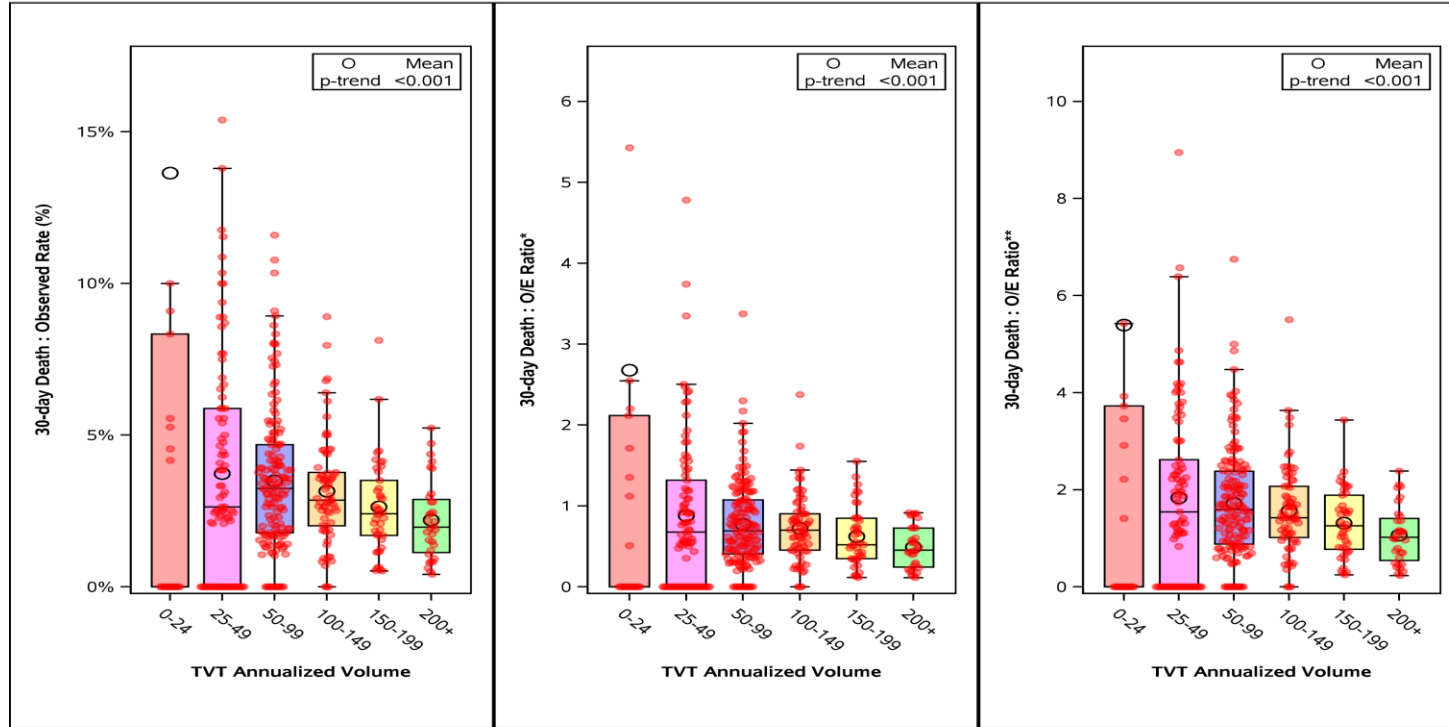 Mean
p-trend <0.001
30-day Death : Observed Rate (%)
15%
10%
5%
0%
0-24
25-49
50-99
100-149
150-199
200+
TVT Annualized Volume
Mean
p-trend <0.001
30-day Death : O/E Ratio*
6
5
4
3
2
1
0
0-24
25-49
50-99
100-149
150-199
200+
TVT Annualized Volume
Mean
p-trend <0.001
30-day Death : O/E Ratio**
10
8
6
4
2
0
0-24
25-49
50-99
100-149
150-199
200+
TVT Annualized Volume